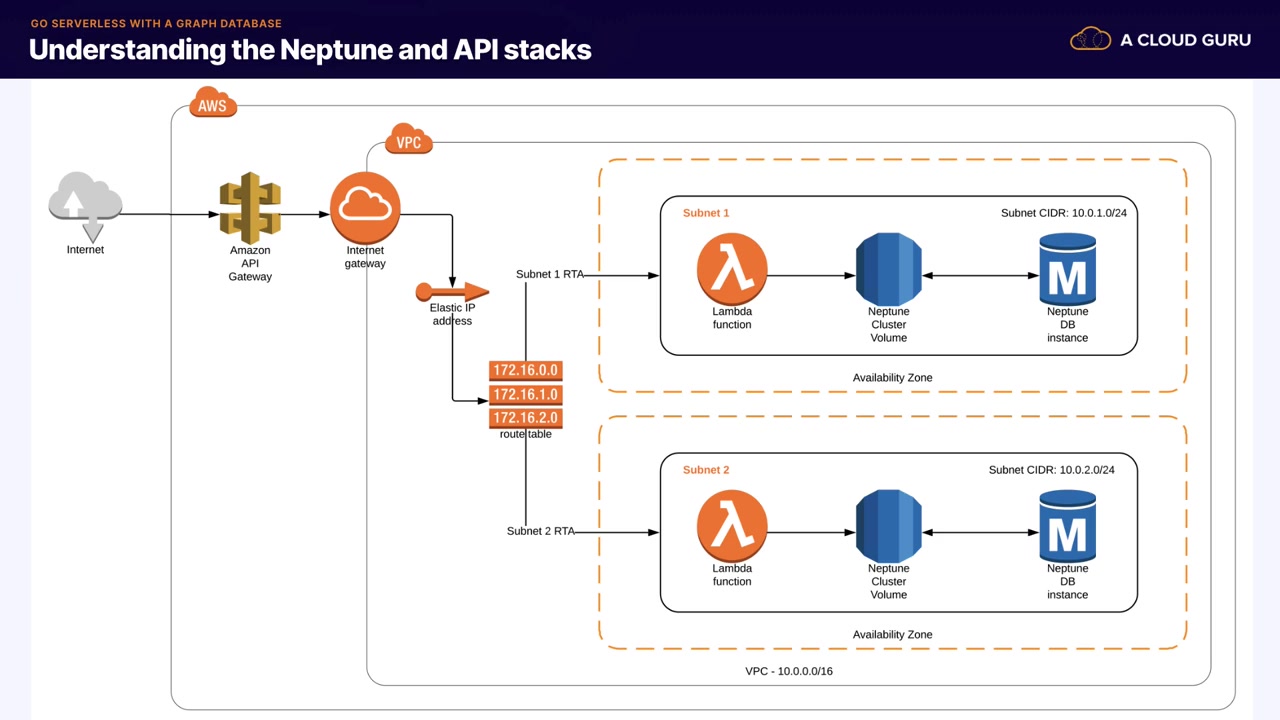 GO SERVERLESS WITH A GRAPH DATABASE
Understanding the Neptune and API stacks
A CLOUD GURU
AWS
VPC
Internet
Amazon
API
Gateway
Internet
gateway
Elastic IP
address
Subnet 1 RTA
172.16.0.0
172.16.1.0
172.16.2.0
route table
Subnet 2 RTA
Subnet 1
Subnet CIDR: 10.0.1.0/24
Lambda
function
Neptune
Cluster
Volume
M
Neptune
DB
instance
Availability Zone
Subnet 2
Subnet CIDR: 10.0.2.0/24
Lambda
function
Neptune
Cluster
Volume
M
Neptune
DB
instance
Availability Zone
VPC - 10.0.0.0/16